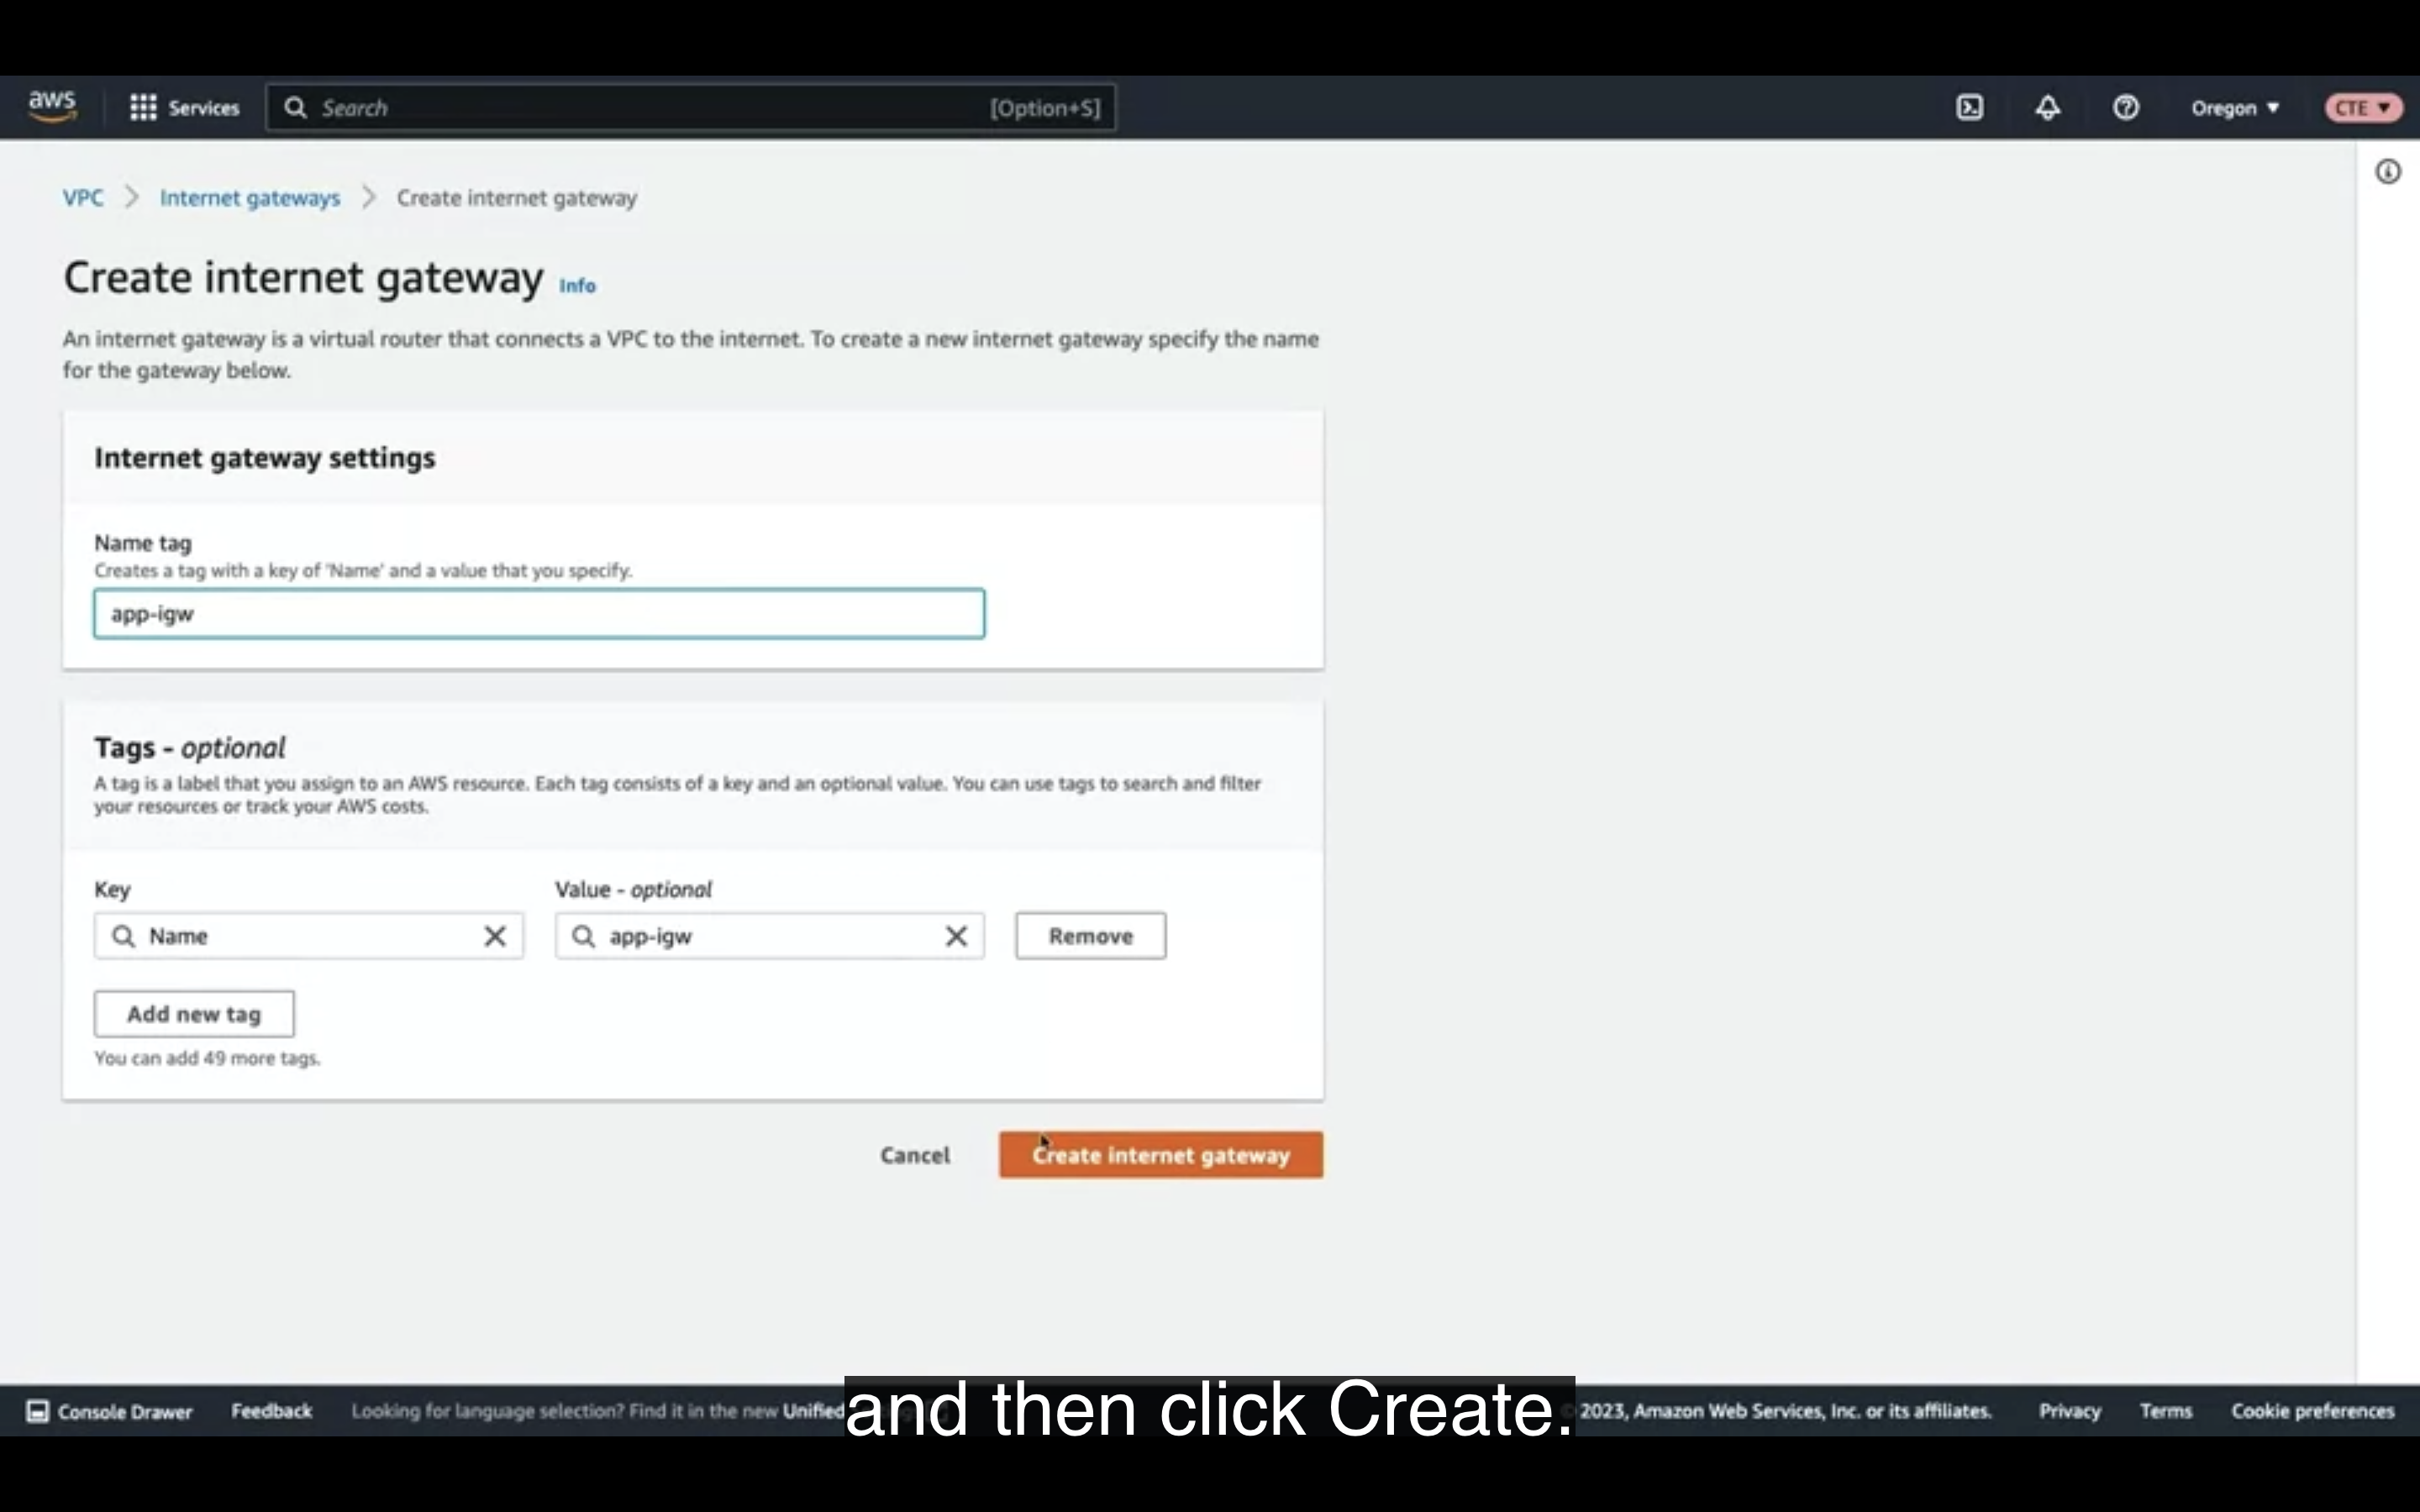 aws
Services
Search
[Option+S]
Oregon
CTE
VPC
Internet gateways
Create internet gateway
Create internet gateway Info
An internet gateway is a virtual router that connects a VPC to the internet. To create a new internet gateway specify the name
for the gateway below.
Internet gateway settings
Name tag
Creates a tag with a key of 'Name' and a value that you specify.
app-igw
Tags - optional
A tag is a label that you assign to an AWS resource. Each tag consists of a key and an optional value. You can use tags to search and filter
your resources or track your AWS costs.
Key
Value - optional
Name
app-igw
Remove
Add new tag
You can add 49 more tags.
Cancel
Create internet gateway
Console Drawer
Feedback
Looking for language selection? Find it in the new Unified
and then click Create.
2023, Amazon Web Services, Inc. or its affiliates.
Privacy
Terms
Cookie preferences